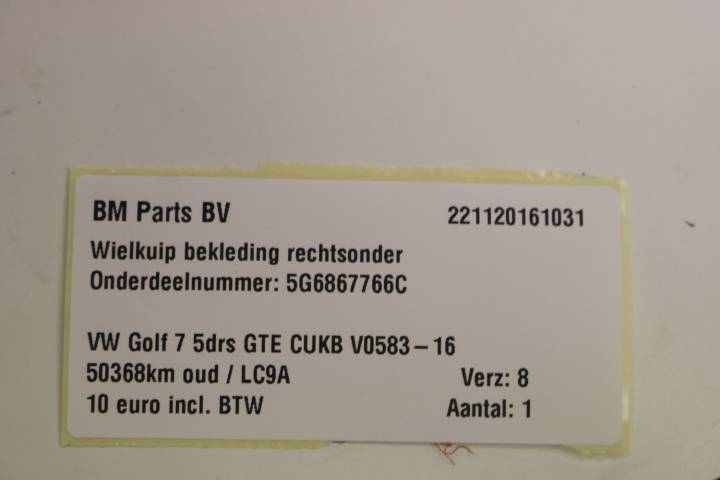 BM Parts BV 221120161031
Wielkuip bekleding rechtsonder
Onderdeelnummer: 5G6867766C
VW Golf 7 5drs GTE CUKB V0583-16
50368km oud / LC9A Verz: 8
10 euro incl. BTW Aantal: 1